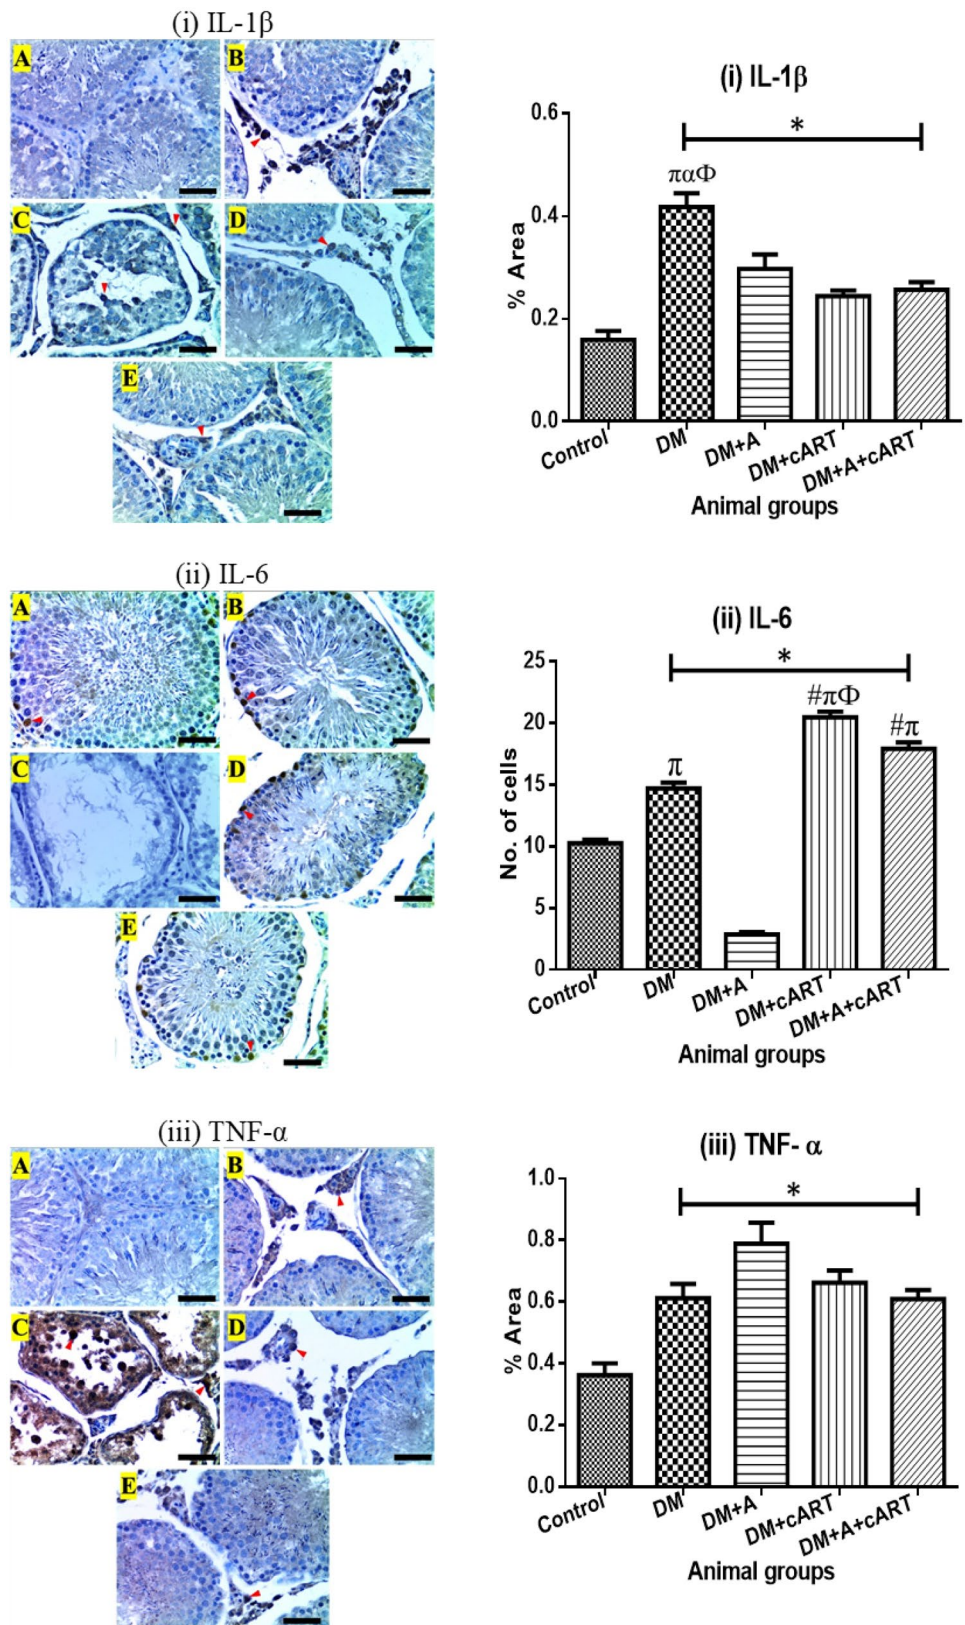 (i) IL-1β
A
B
C
D
E
(i) IL-1β
0.6
0.4
0.2
0.0
% Area
*
παΦ
Control
DM
DM+A
DM+cART
DM+A+cART
Animal groups
(ii) IL-6
A
B
C
D
E
(ii) IL-6
25
20
15
10
5
0
No. of cells
*
π
#πΦ
#π
Control
DM
DM+A
DM+cART
DM+A+cART
Animal groups
(iii) TNF-α
A
B
C
D
E
(iii) TNF- α
1.0
0.8
0.6
0.4
0.2
0.0
% Area
*
Control
DM
DM+A
DM+cART
DM+A+cART
Animal groups